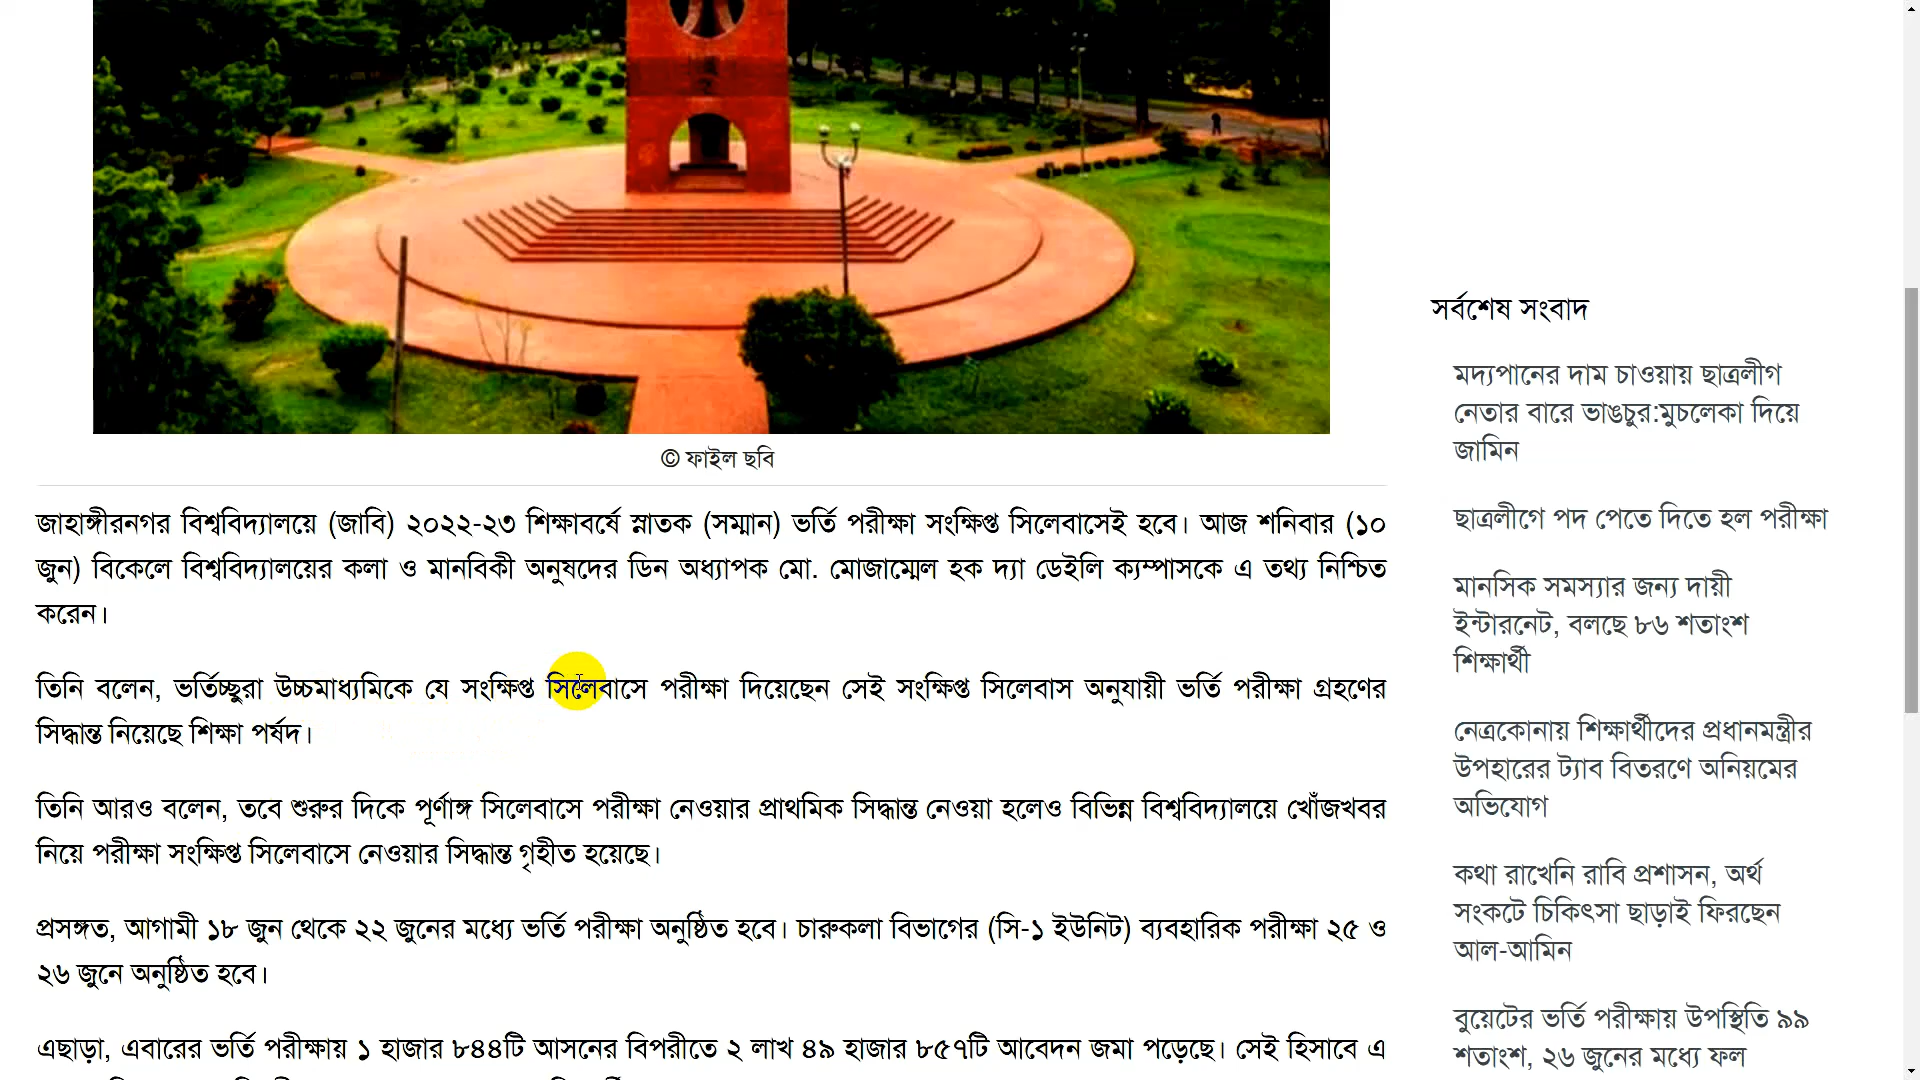 © ফাইল ছবি
জাহাঙ্গীরনগর বিশ্ববিদ্যালয়ে (জাবি) ২০২২-২৩ শিক্ষাবর্ষে স্নাতক (সম্মান) ভর্তি পরীক্ষা সংক্ষিপ্ত সিলেবাসেই হবে। আজ শনিবার (১০
জুন) বিকেলে বিশ্ববিদ্যালয়ের কলা ও মানবিকী অনুষদের ডিন অধ্যাপক মো. মোজাম্মেল হক দ্যা ডেইলি ক্যম্পাসকে এ তথ্য নিশ্চিত
করেন।
তিনি বলেন, ভর্তিচ্ছুরা উচ্চমাধ্যমিকে যে সংক্ষিপ্ত সিলেবাসে পরীক্ষা দিয়েছেন সেই সংক্ষিপ্ত সিলেবাস অনুযায়ী ভর্তি পরীক্ষা গ্রহণের
সিদ্ধান্ত নিয়েছে শিক্ষা পর্ষদ।
তিনি আরও বলেন, তবে শুরুর দিকে পূর্ণাঙ্গ সিলেবাসে পরীক্ষা নেওয়ার প্রাথমিক সিদ্ধান্ত নেওয়া হলেও বিভিন্ন বিশ্ববিদ্যালয়ে খোঁজখবর
নিয়ে পরীক্ষা সংক্ষিপ্ত সিলেবাসে নেওয়ার সিদ্ধান্ত গৃহীত হয়েছে।
প্রসঙ্গত, আগামী ১৮ জুন থেকে ২২ জুনের মধ্যে ভর্তি পরীক্ষা অনুষ্ঠিত হবে। চারুকলা বিভাগের (সি-১ ইউনিট) ব্যবহারিক পরীক্ষা ২৫ ও
২৬ জুনে অনুষ্ঠিত হবে।
এছাড়া, এবারের ভর্তি পরীক্ষায় ১ হাজার ৮৪৪টি আসনের বিপরীতে ২ লাখ ৪৯ হাজার ৮৫৭টি আবেদন জমা পড়েছে। সেই হিসাবে এ
সর্বশেষ সংবাদ
মদ্যপানের দাম চাওয়ায় ছাত্রলীগ
নেতার বারে ভাঙচুর:মুচলেকা দিয়ে
জামিন
ছাত্রলীগে পদ পেতে দিতে হল পরীক্ষা
মানসিক সমস্যার জন্য দায়ী
ইন্টারনেট, বলছে ৮৬ শতাংশ
শিক্ষার্থী
নেত্রকোনায় শিক্ষার্থীদের প্রধানমন্ত্রীর
উপহারের ট্যাব বিতরণে অনিয়মের
অভিযোগ
কথা রাখেনি রাবি প্রশাসন, অর্থ
সংকটে চিকিৎসা ছাড়াই ফিরছেন
আল-আমিন
বুয়েটের ভর্তি পরীক্ষায় উপস্থিতি ৯৯
শতাংশ, ২৬ জুনের মধ্যে ফল